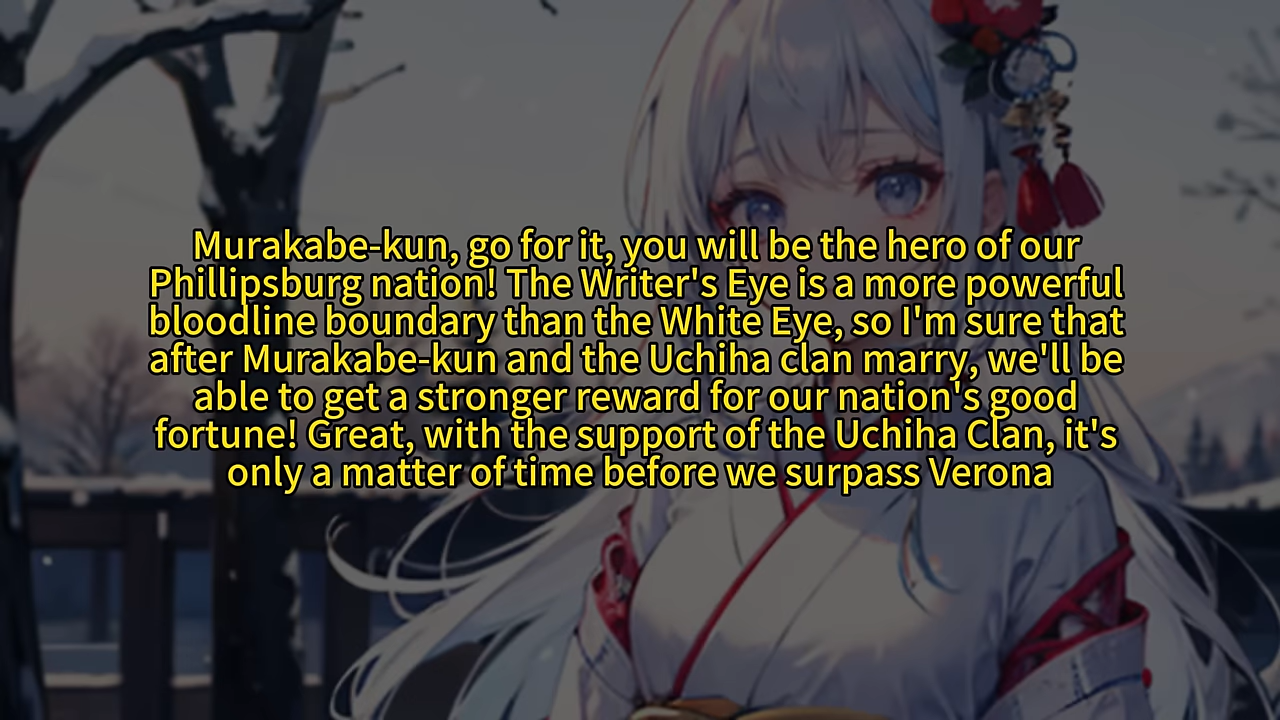 Murakabe-kun, go for it, you will be the hero of our
Phillipsburg nation! The Writer's Eye is a more powerful
bloodline boundary than the White Eye, so I'm sure that
after Murakabe-kun and the Uchiha clan marry, we'll be
able to get a stronger reward for our nation's good
fortune! Great, with the support of the Uchiha Clan, it's
only a matter of time before we surpass Verona